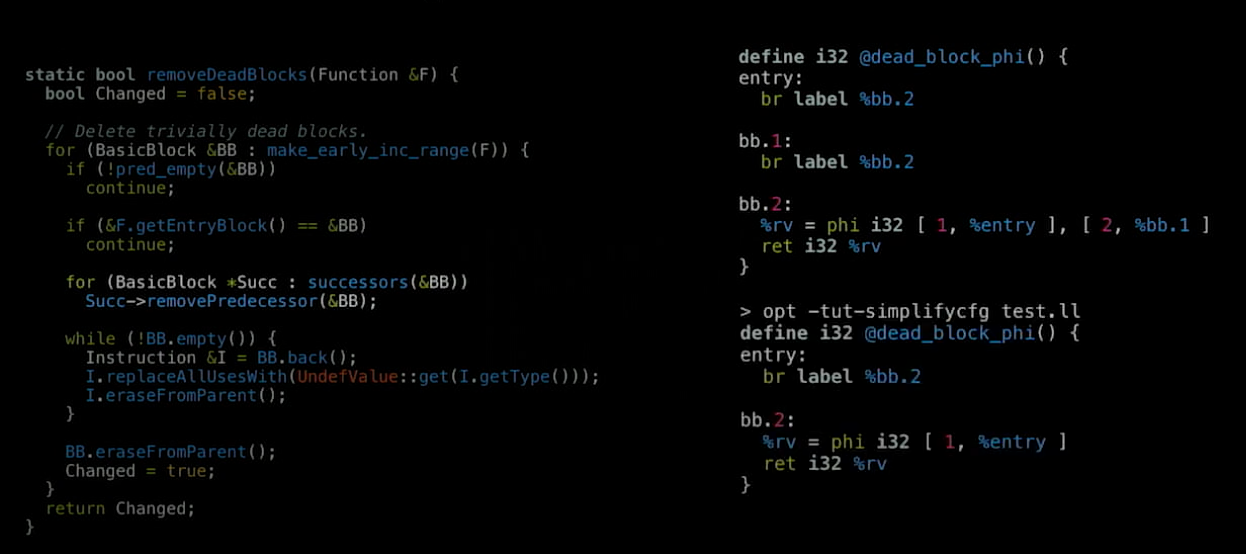 static bool removeDeadBlocks(Function &F) {
  bool Changed = false;

  // Delete trivially dead blocks.
  for (BasicBlock &BB : make_early_inc_range(F)) {
    if (!pred_empty(&BB))
      continue;

    if (&F.getEntryBlock() == &BB)
      continue;

    for (BasicBlock *Succ : successors(&BB))
      Succ->removePredecessor(&BB);

    while (!BB.empty()) {
      Instruction &I = BB.back();
      I.replaceAllUsesWith(UndefValue::get(I.getType()));
      I.eraseFromParent();
    }

    BB.eraseFromParent();
    Changed = true;
  }
  return Changed;
}
define i32 @dead_block_phi() {
entry:
  br label %bb.2

bb.1:
  br label %bb.2

bb.2:
  %rv = phi i32 [ 1, %entry ], [ 2, %bb.1 ]
  ret i32 %rv
}

> opt -tut-simplifycfg test.ll
define i32 @dead_block_phi() {
entry:
  br label %bb.2

bb.2:
  %rv = phi i32 [ 1, %entry ]
  ret i32 %rv
}